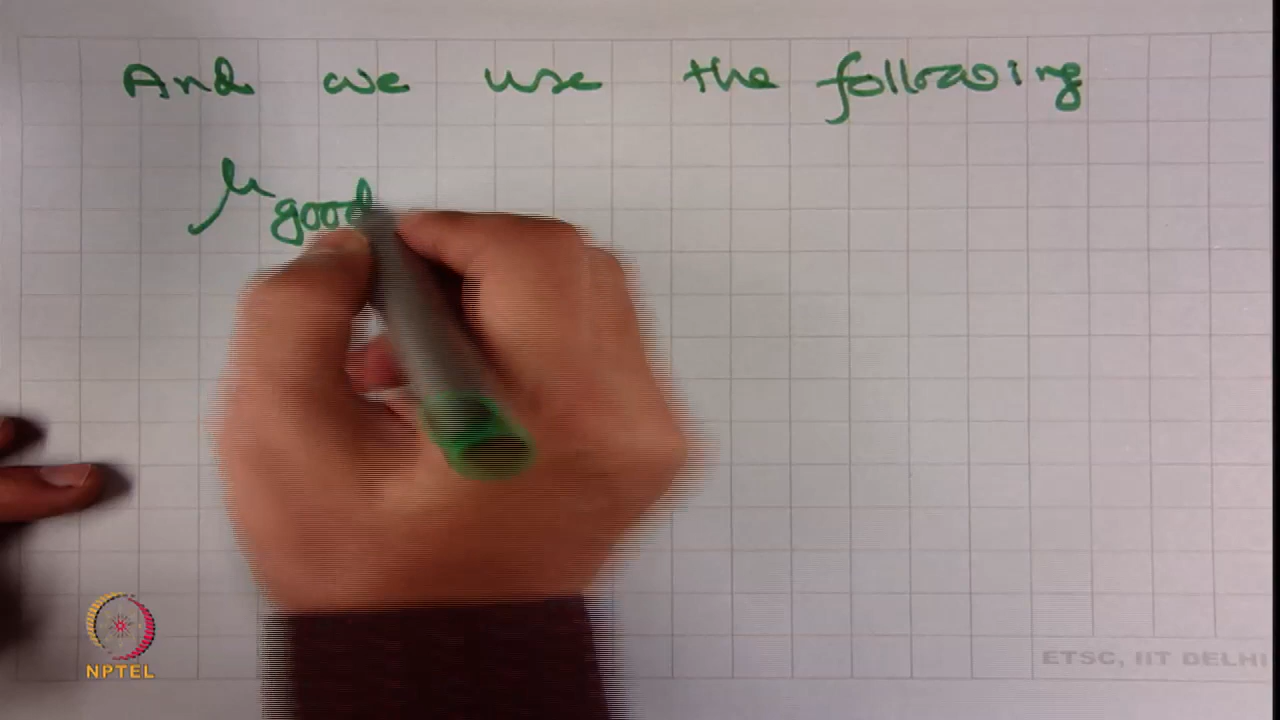 And we use the following
μ good
NPTEL
ETSC, IIT DELHI